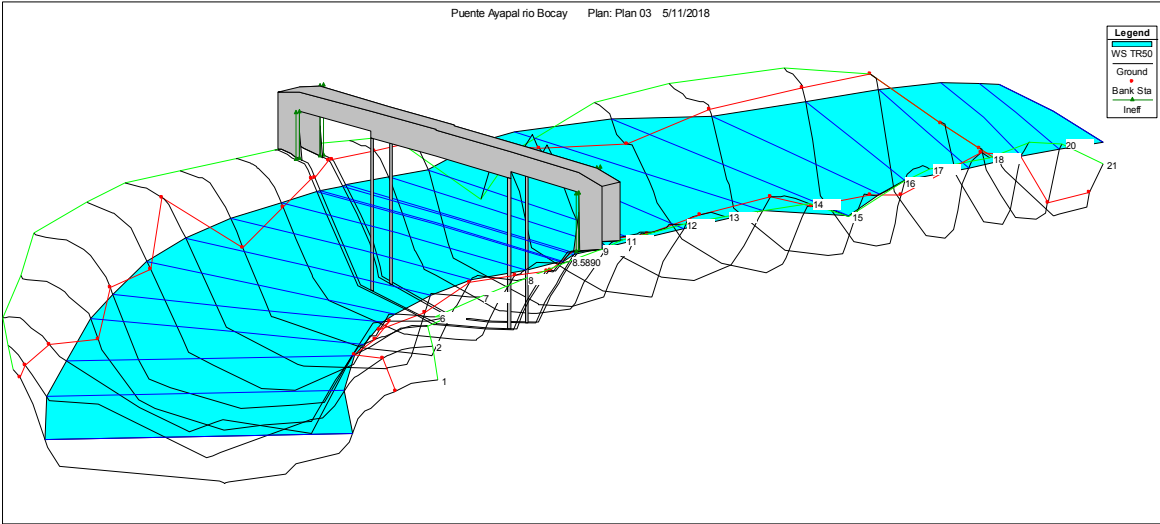 Puente Ayapal rio Bocay Plan: Plan 03 5/11/2018
Legend
WS TR50
Ground
Bank Sta
Ineff
20
21
18
17
16
15
14
13
12
11
9
8.5890
8
7
6
2
1